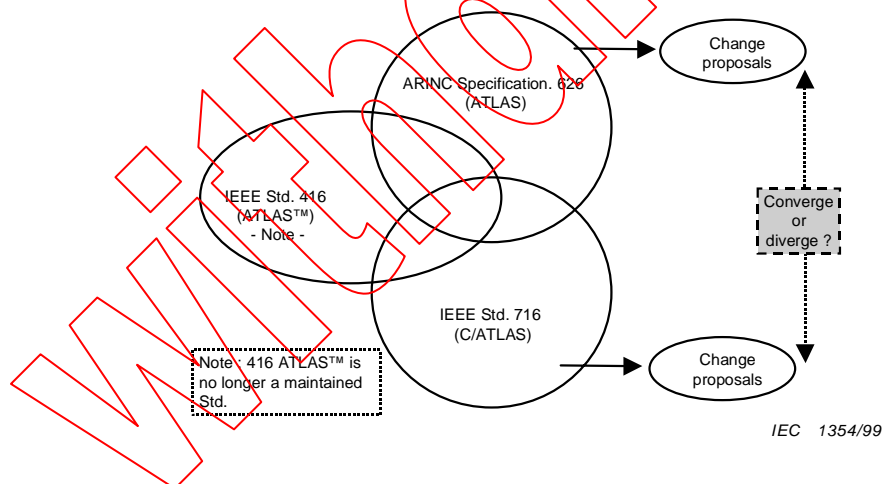 Change
proposals
ARINC Specification. 626
(ATLAS)
IEEE Std. 416
(ATLAS™)
- Note -
Converge
or
diverge ?
IEEE Std. 716
(C/ATLAS)
Note : 416 ATLAS™ is
no longer a maintained
Std.
Change
proposals
IEC 1354/99